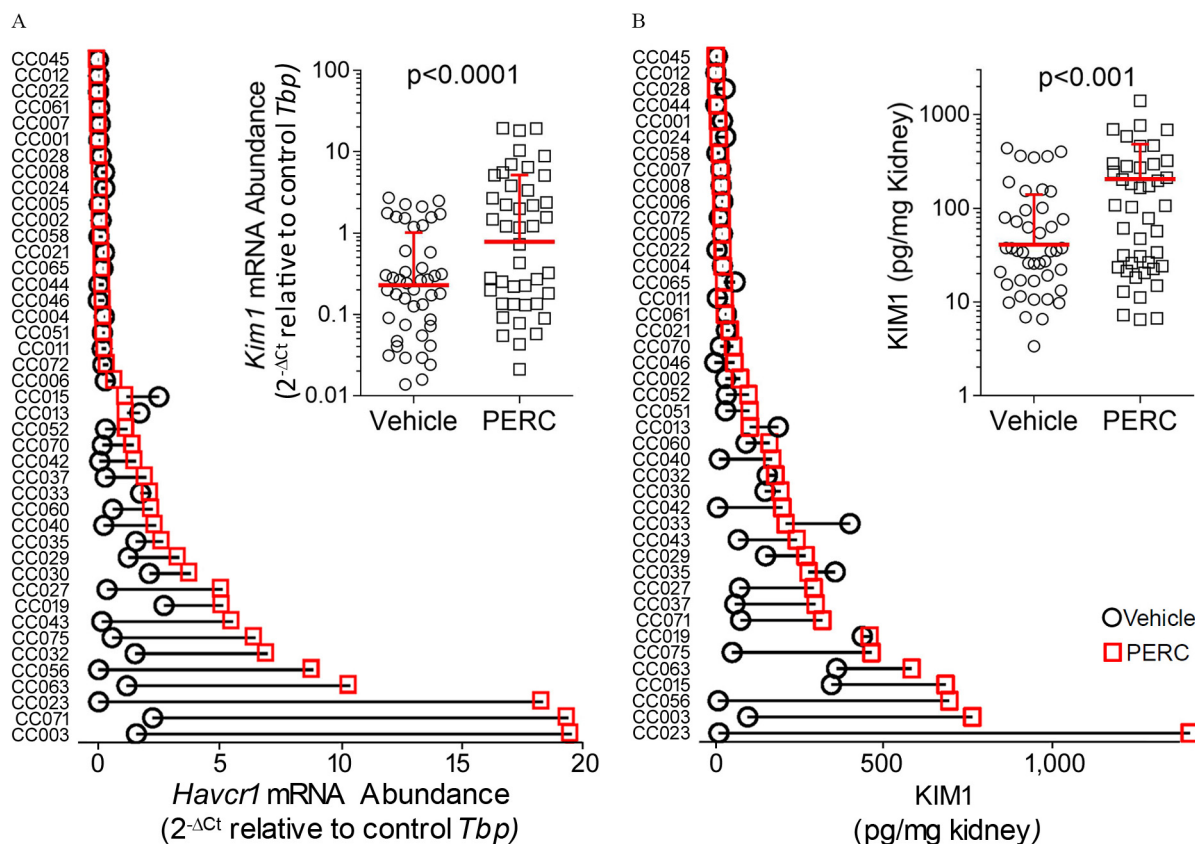 A
CC045
CC012
CC022
CC061
CC007
CC001
CC028
CC008
CC024
CC005
CC002
CC058
CC021
CC065
CC044
CC046
CC004
CC051
CC011
CC072
CC006
CC015
CC013
CC052
CC070
CC042
CC037
CC033
CC060
CC040
CC035
CC029
CC030
CC027
CC019
CC043
CC075
CC032
CC056
CC063
CC023
CC071
CC003
0 5 10 15 20
Havcr1 mRNA Abundance
(2-ΔCt relative to control Tbp)
Kim1 mRNA Abundance
(2-ΔCt relative to control Tbp)
p<0.0001
100
10
1
0.1
0.01
Vehicle PERC
B
CC045
CC012
CC028
CC044
CC001
CC024
CC058
CC007
CC008
CC006
CC072
CC005
CC022
CC004
CC065
CC011
CC061
CC021
CC070
CC046
CC002
CC052
CC051
CC013
CC060
CC040
CC032
CC030
CC042
CC033
CC043
CC029
CC035
CC027
CC037
CC071
CC019
CC075
CC063
CC015
CC056
CC003
CC023
0 500 1,000
KIM1
(pg/mg kidney)
KIM1 (pg/mg Kidney)
p<0.001
1000
100
10
1
Vehicle PERC
Vehicle
PERC